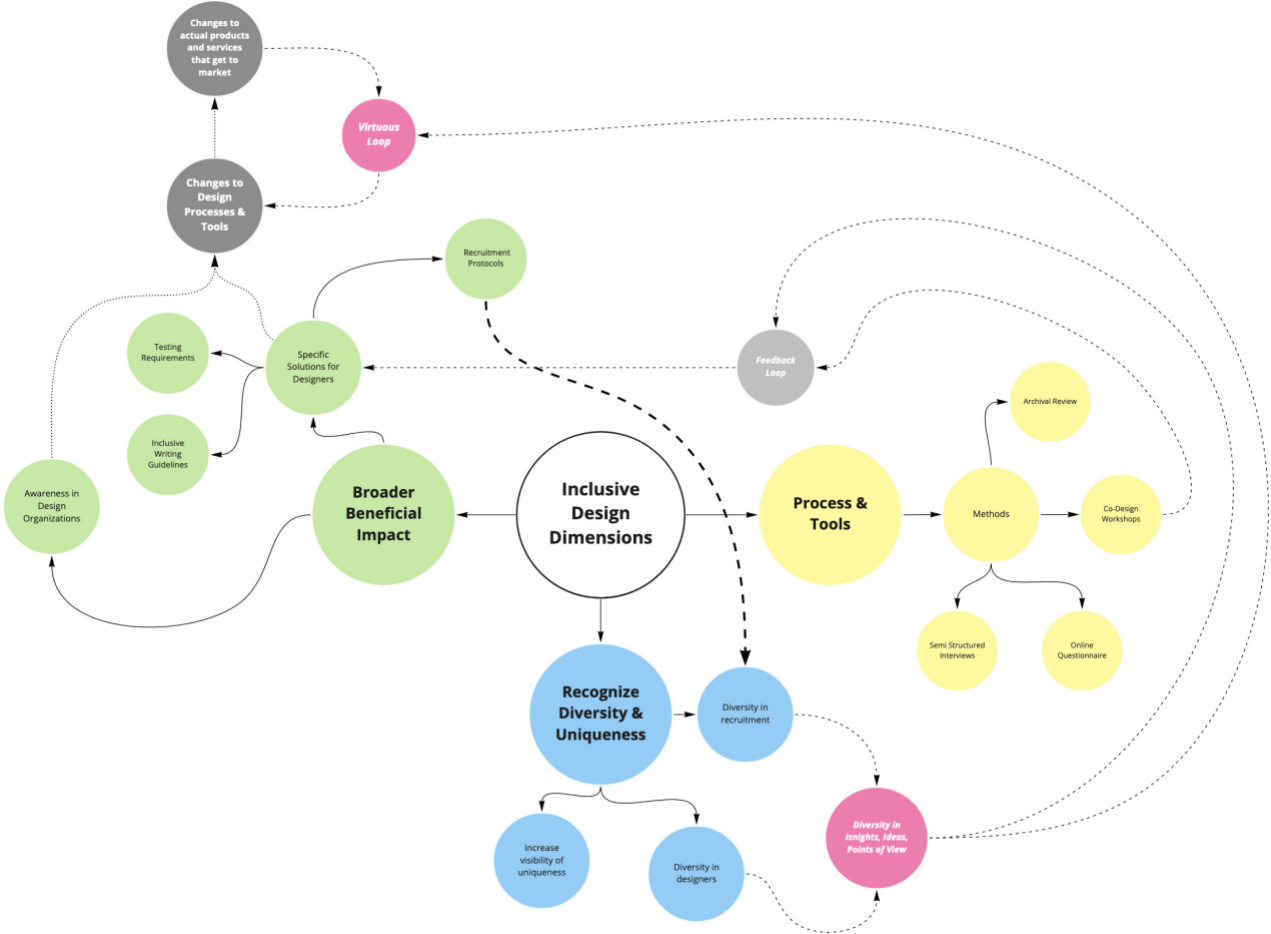 Changes to
actual products
and services
that get to
market
Virtuous
Loop
Changes to
Design
Processes &
Tools
Recruitment
Protocols
Testing
Requirements
Specific
Solutions for
Designers
Feedback
Loop
Archival Review
Inclusive
Writing
Guidelines
Awareness in
Design
Organizations
Broader
Beneficial
Impact
Inclusive
Design
Dimensions
Process &
Tools
Methods
Co-Design
Workshops
Semi Structured
Interviews
Online
Questionnaire
Recognize
Diversity &
Uniqueness
Diversity in
recruitment
Increase
visibility of
uniqueness
Diversity in
designers
Diversity in
Isnights, Ideas,
Points of View